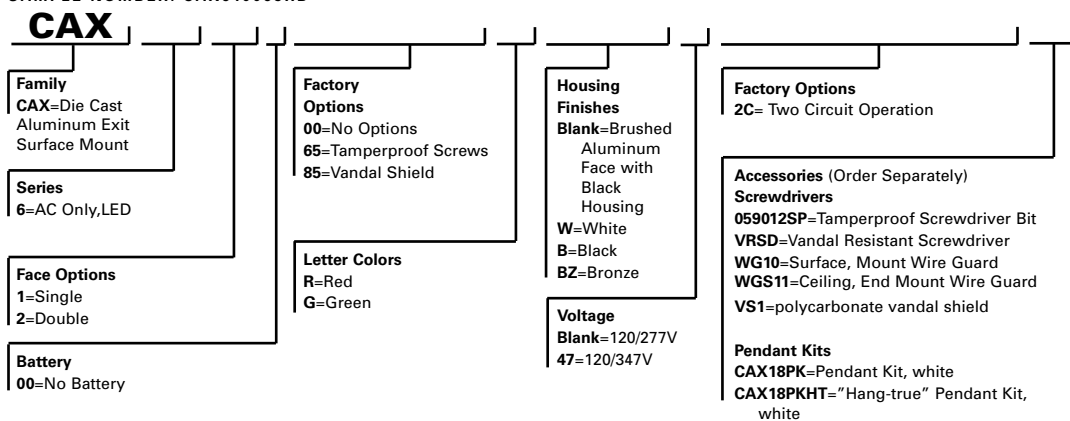 CAX
Family
CAX=Die Cast
Aluminum Exit
Surface Mount
Series
6=AC Only,LED
Face Options
1=Single
2=Double
Battery
00=No Battery
Factory
Options
00=No Options
65=Tamperproof Screws
85=Vandal Shield
Letter Colors
R=Red
G=Green
Housing
Finishes
Blank=Brushed
Aluminum
Face with
Black
Housing
W=White
B=Black
BZ=Bronze
Voltage
Blank=120/277V
47=120/347V
Factory Options
2C= Two Circuit Operation
Accessories (Order Separately)
Screwdrivers
059012SP=Tamperproof Screwdriver Bit
VRSD=Vandal Resistant Screwdriver
WG10=Surface, Mount Wire Guard
WGS11=Ceiling, End Mount Wire Guard
VS1=polycarbonate vandal shield
Pendant Kits
CAX18PK=Pendant Kit, white
CAX18PKHT=”Hang-true” Pendant Kit,
white